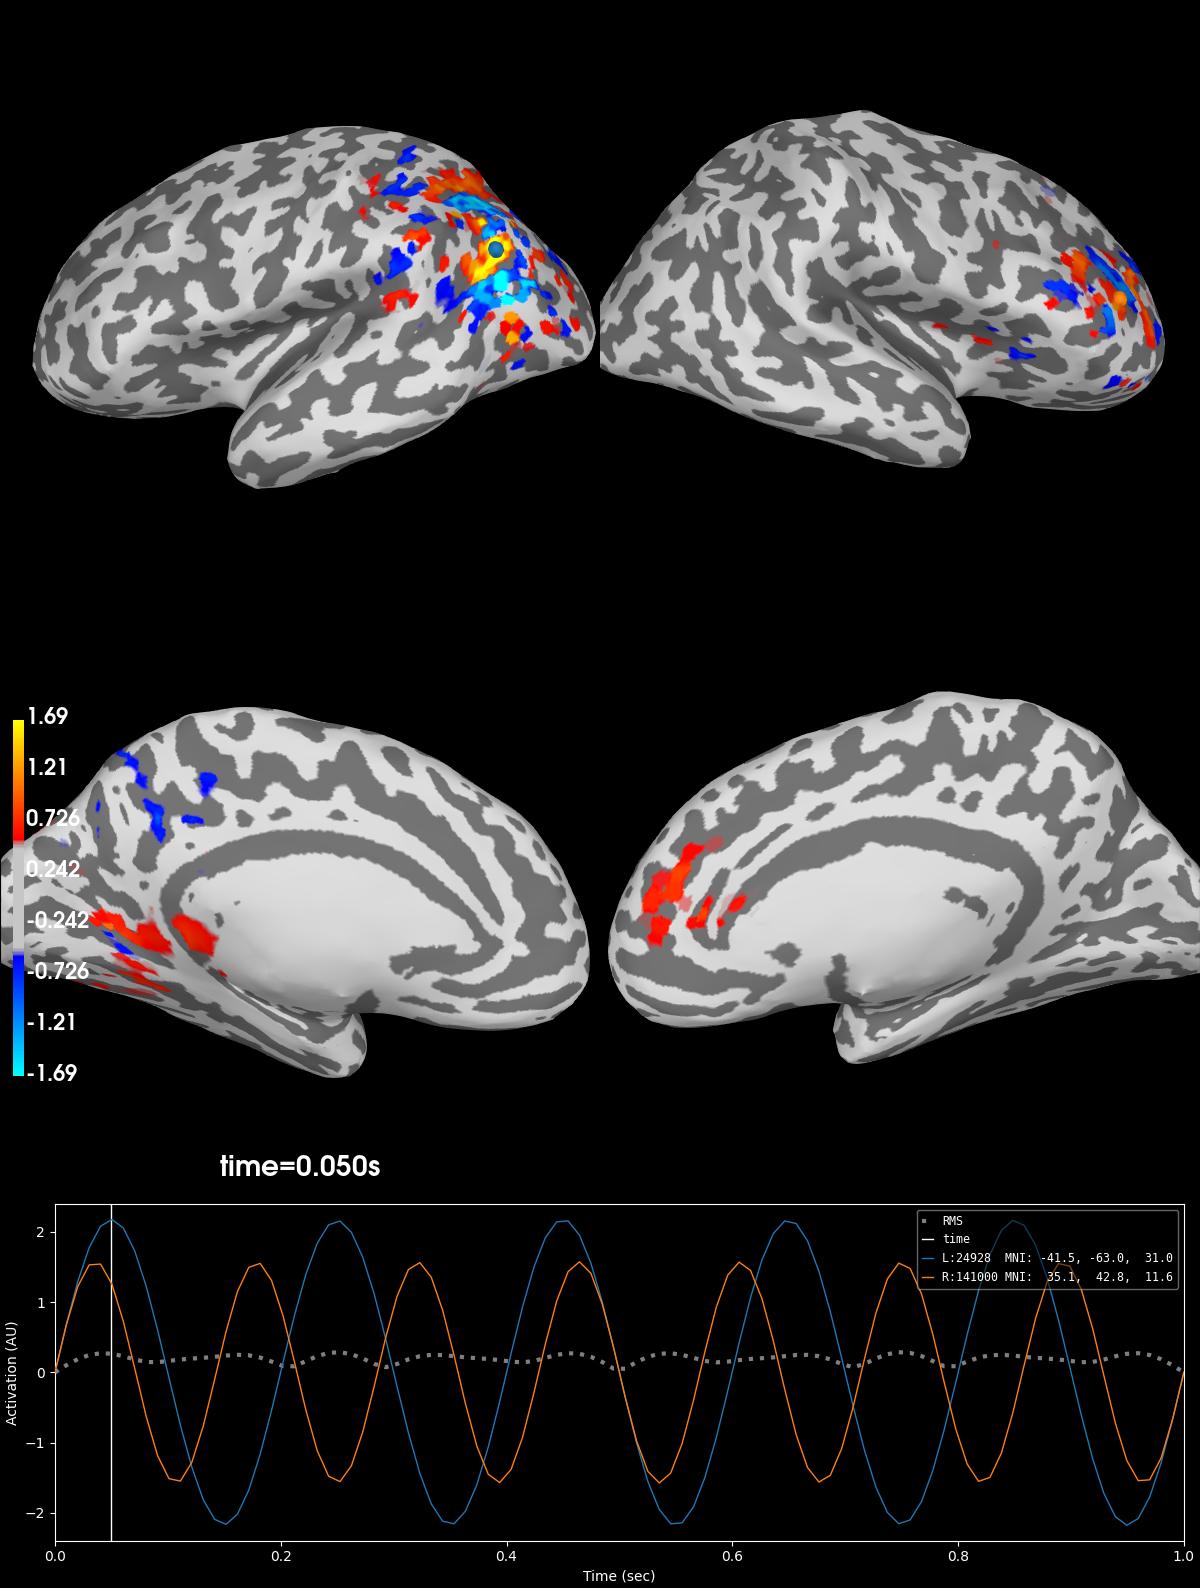 1.69
1.21
0.726
0.242
-0.242
-0.726
-1.21
-1.69
time=0.050s
Activation (AU)
2
1
0
−1
−2
RMS
time
L:24928  MNI: -41.5, -63.0,  31.0
R:141000 MNI:  35.1,  42.8,  11.6
0.0 0.2 0.4 0.6 0.8 1.0
Time (sec)